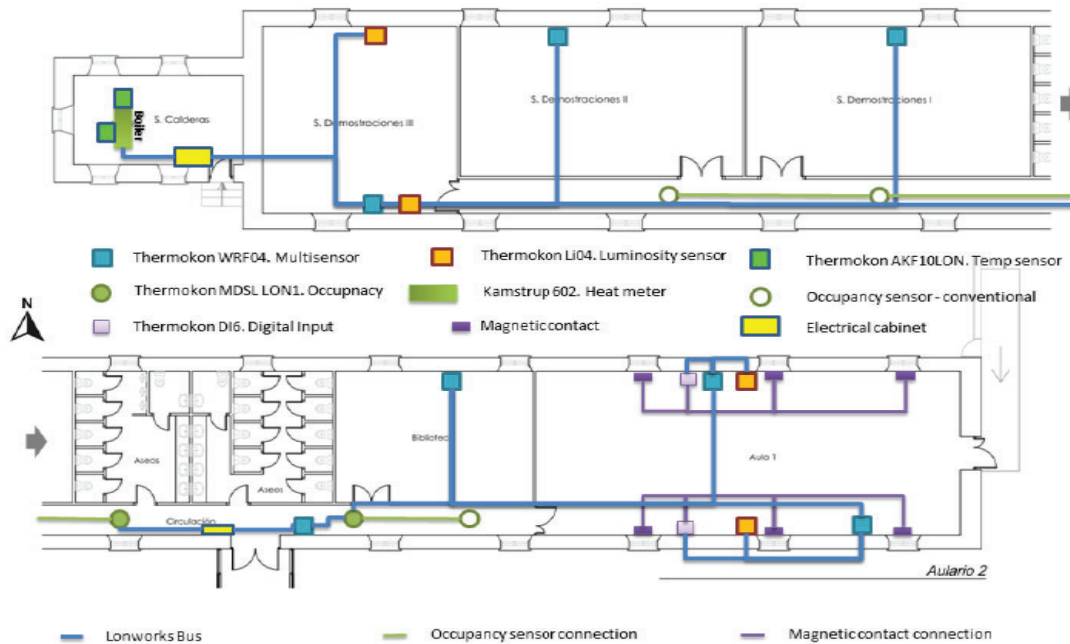 S. Calderas
Boiler
S. Demostraciones III
S. Demostraciones II
S. Demostraciones I
Thermokon WRF04. Multisensor
Thermokon Li04. Luminosity sensor
Thermokon AKF10LON. Temp sensor
Thermokon MDSL LON1. Occupnacy
Kamstrup 602. Heat meter
Occupancy sensor - conventional
N
Thermokon DI6. Digital Input
Magnetic contact
Electrical cabinet
Aseos
Aseos
Circulación
Bibliotec
Aula 1
Aulario 2
Lonworks Bus
Occupancy sensor connection
Magnetic contact connection